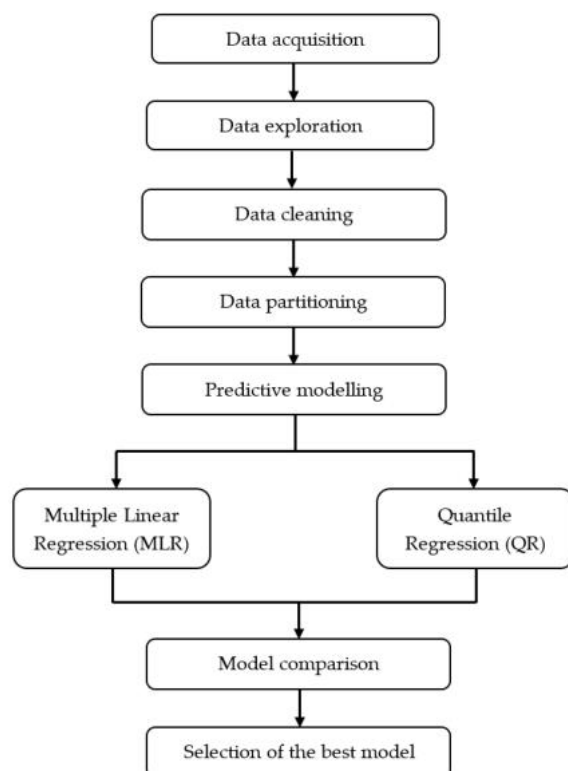 Data acquisition
Data exploration
Data cleaning
Data partitioning
Predictive modelling
Multiple Linear
Regression (MLR)
Quantile
Regression (QR)
Model comparison
Selection of the best model